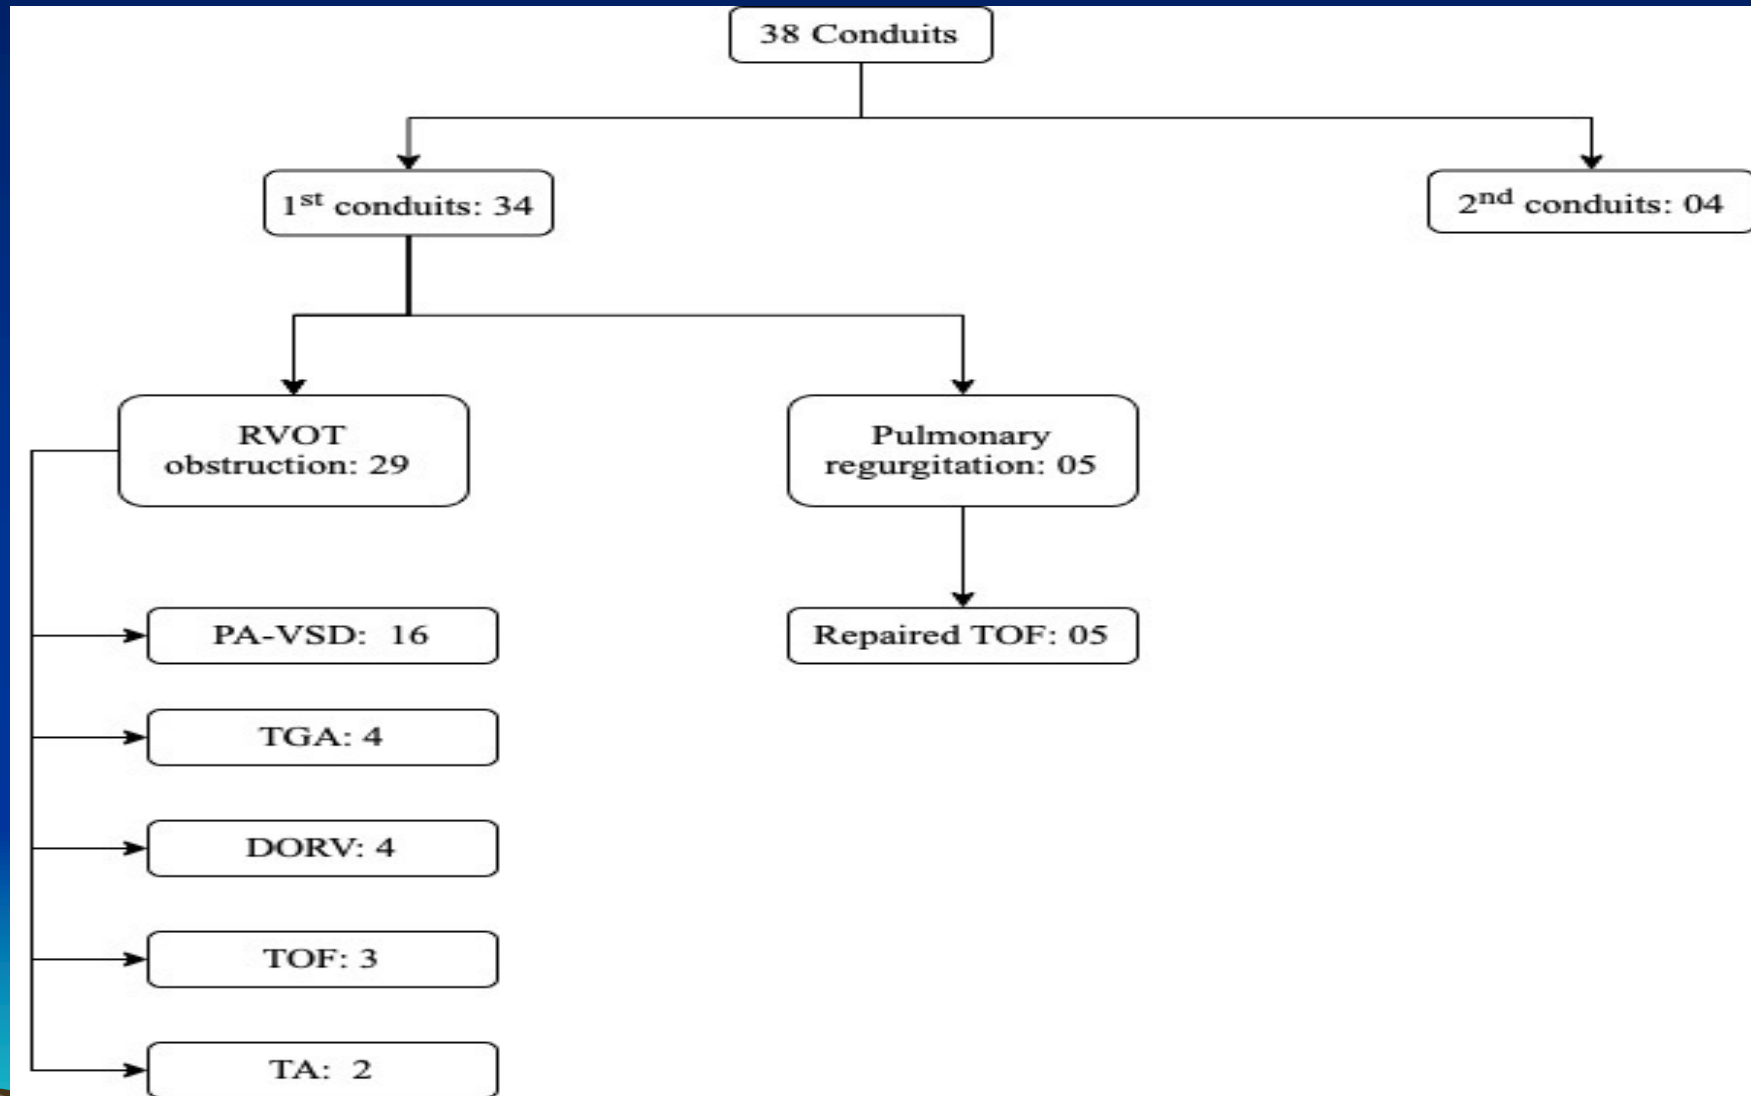 38 Conduits
1st conduits: 34
2nd conduits: 04
RVOT
obstruction: 29
Pulmonary
regurgitation: 05
PA-VSD: 16
Repaired TOF: 05
TGA: 4
DORV: 4
TOF: 3
TA: 2